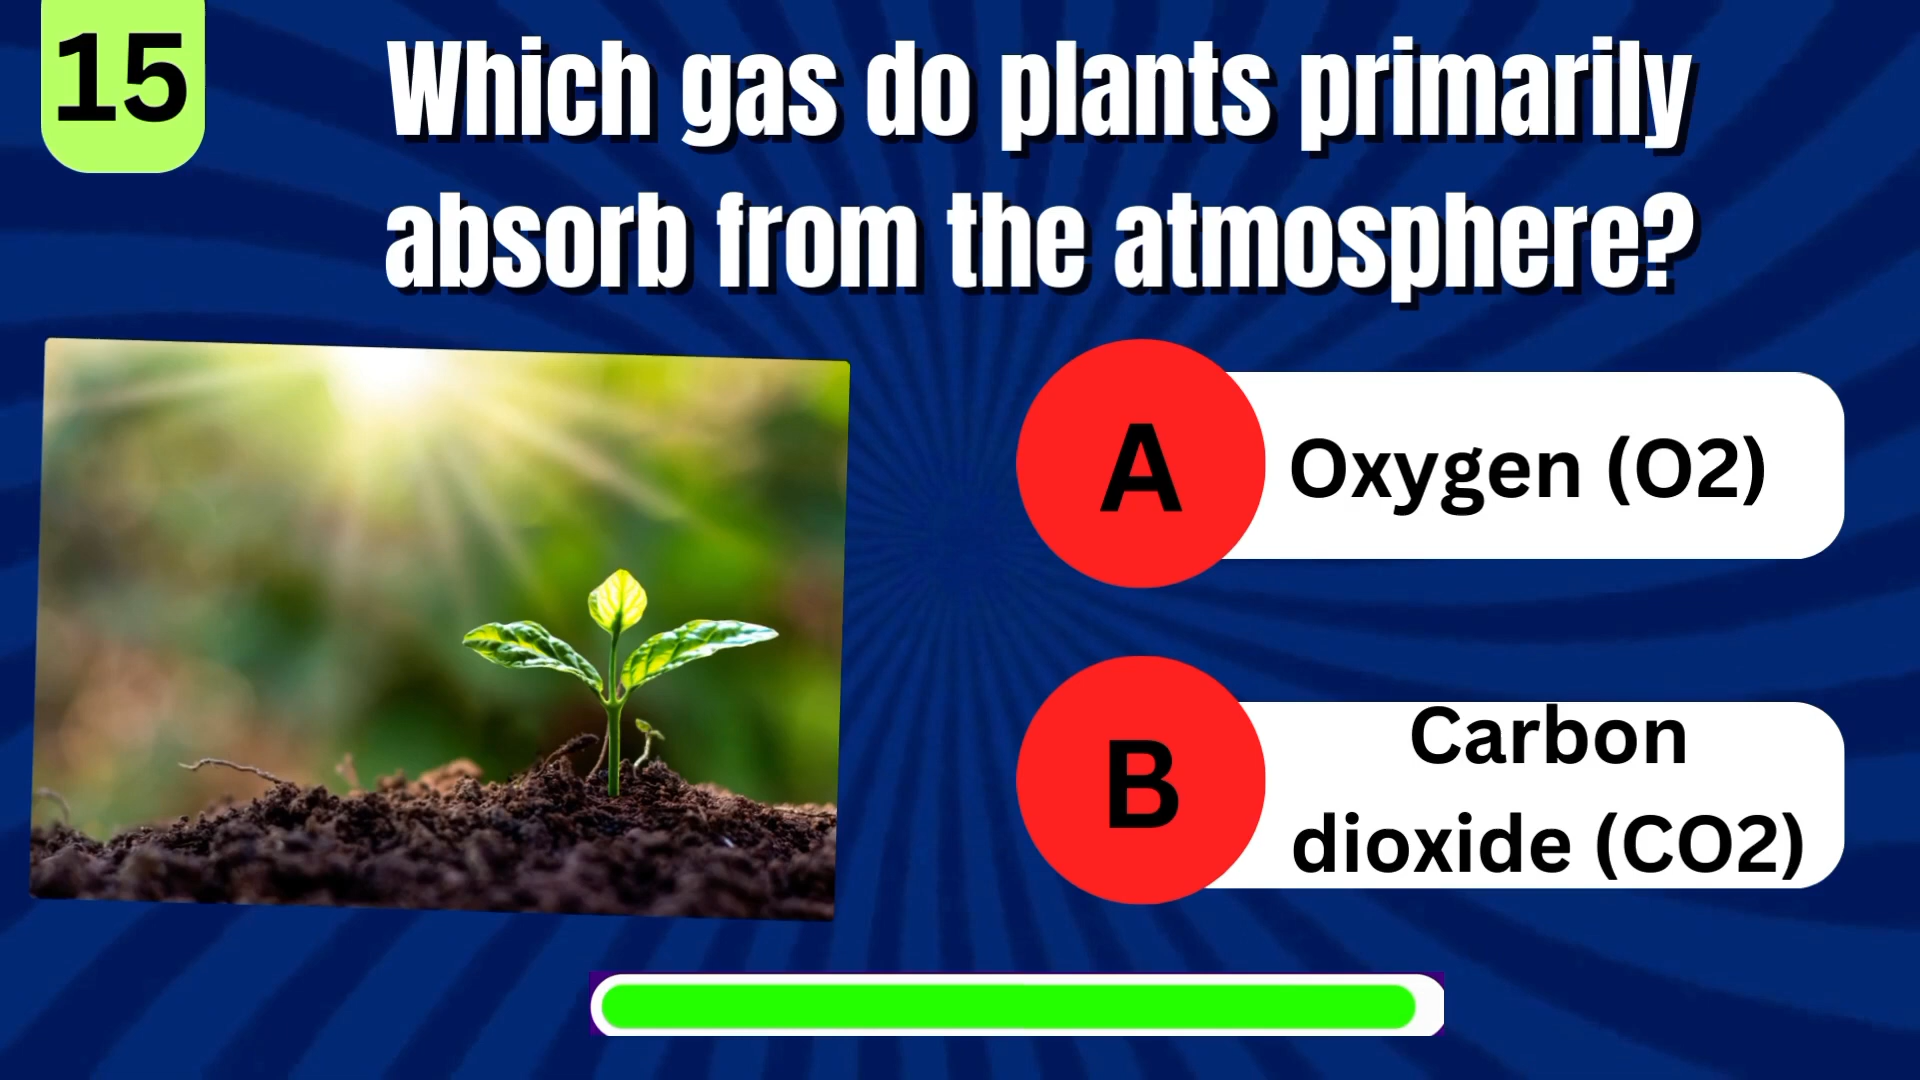 15
Which gas do plants primarily
absorb from the atmosphere?
A
Oxygen (O2)
B
Carbon
dioxide (CO2)